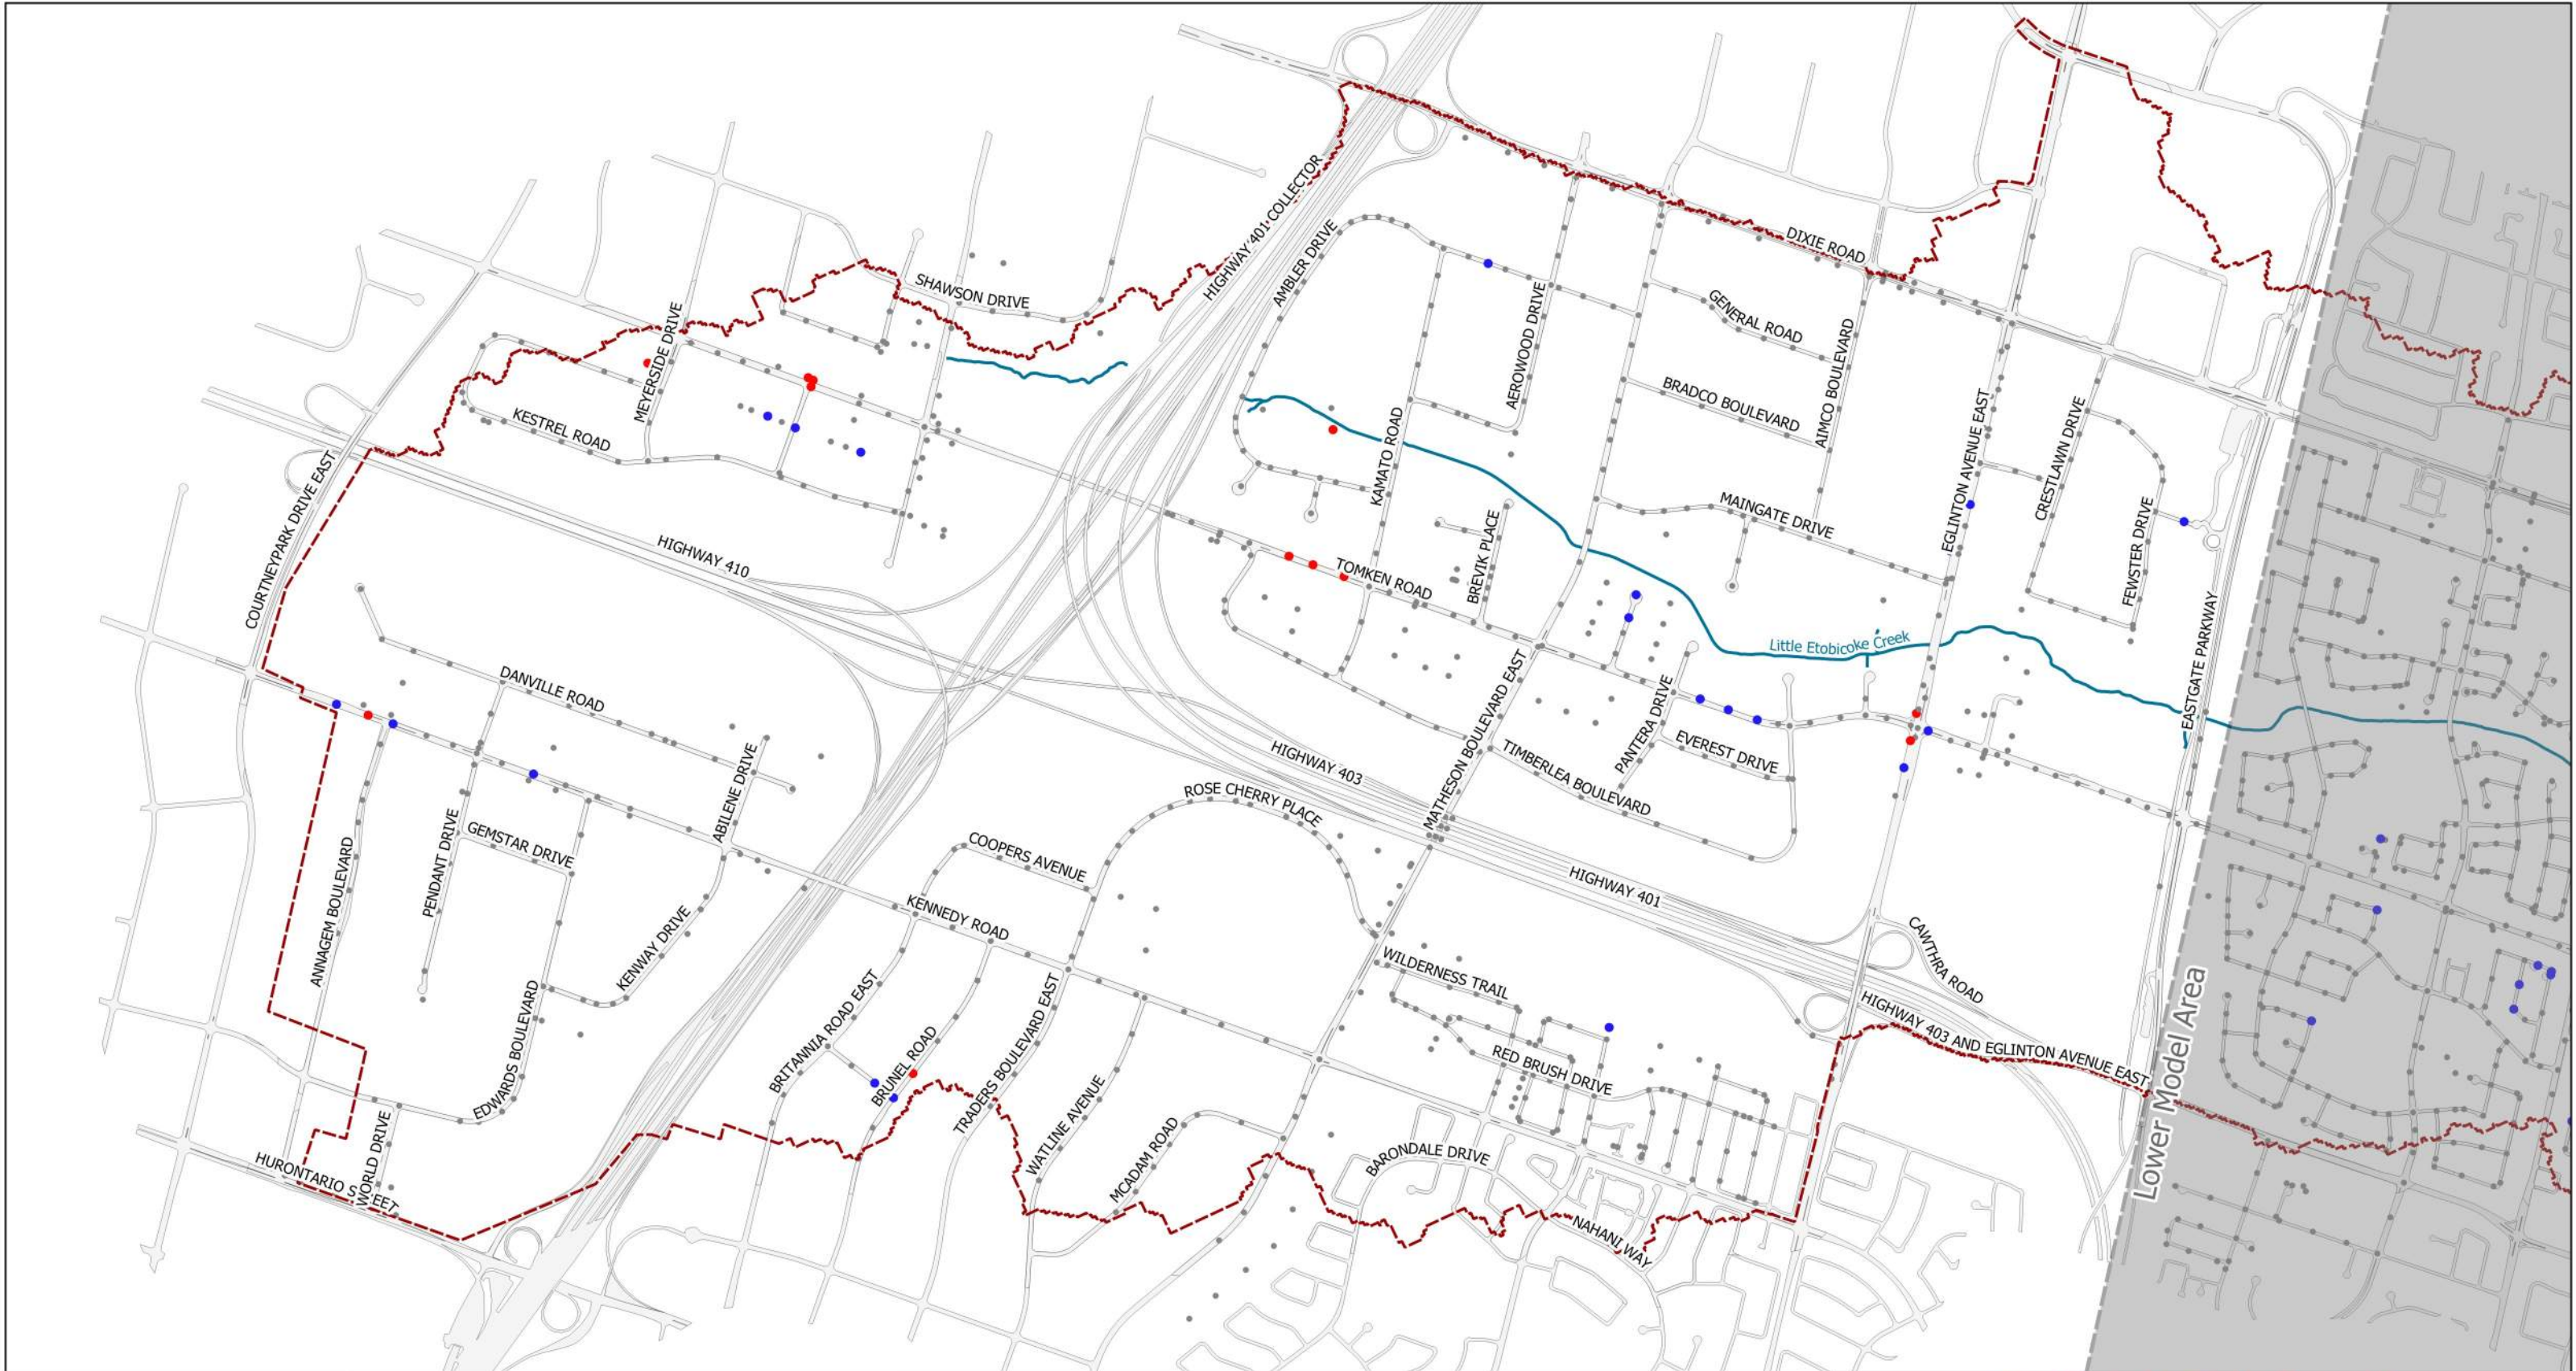 DIXIE ROAD
HIGHWAY 401 COLLECTOR
AMBLER DRIVE
SHAWSON DRIVE
MEYERSIDE DRIVE
KESTREL ROAD
GENERAL ROAD
AEROWOOD DRIVE
AIMCO BOULEVARD
BRADCO BOULEVARD
KAMATO ROAD
EGLINTON AVENUE EAST
CRESTLAWN DRIVE
FEWSTER DRIVE
MAINGATE DRIVE
BREVIK PLACE
TOMKEN ROAD
COURTNEYPARK DRIVE EAST
HIGHWAY 410
Little Etobicoke Creek
EASTGATE PARKWAY
DANVILLE ROAD
MATHESON BOULEVARD EAST
PANTERA DRIVE
EVEREST DRIVE
TIMBERLEA BOULEVARD
HIGHWAY 403
ABILENE DRIVE
ROSE CHERRY PLACE
PENDANT DRIVE
GEMSTAR DRIVE
COOPERS AVENUE
ANNAGEM BOULEVARD
KENNEDY ROAD
HIGHWAY 401
KENWAY DRIVE
CAWTHRA ROAD
WILDERNESS TRAIL
EDWARDS BOULEVARD
BRITANNIA ROAD EAST
BRUNEL ROAD
TRADERS BOULEVARD EAST
HIGHWAY 403 AND EGLINTON AVENUE EAST
RED BRUSH DRIVE
WATLINE AVENUE
MCADAM ROAD
BARONDALE DRIVE
Lower Model Area
WORLD DRIVE
HURONTARIO STREET
NAHANI WAY